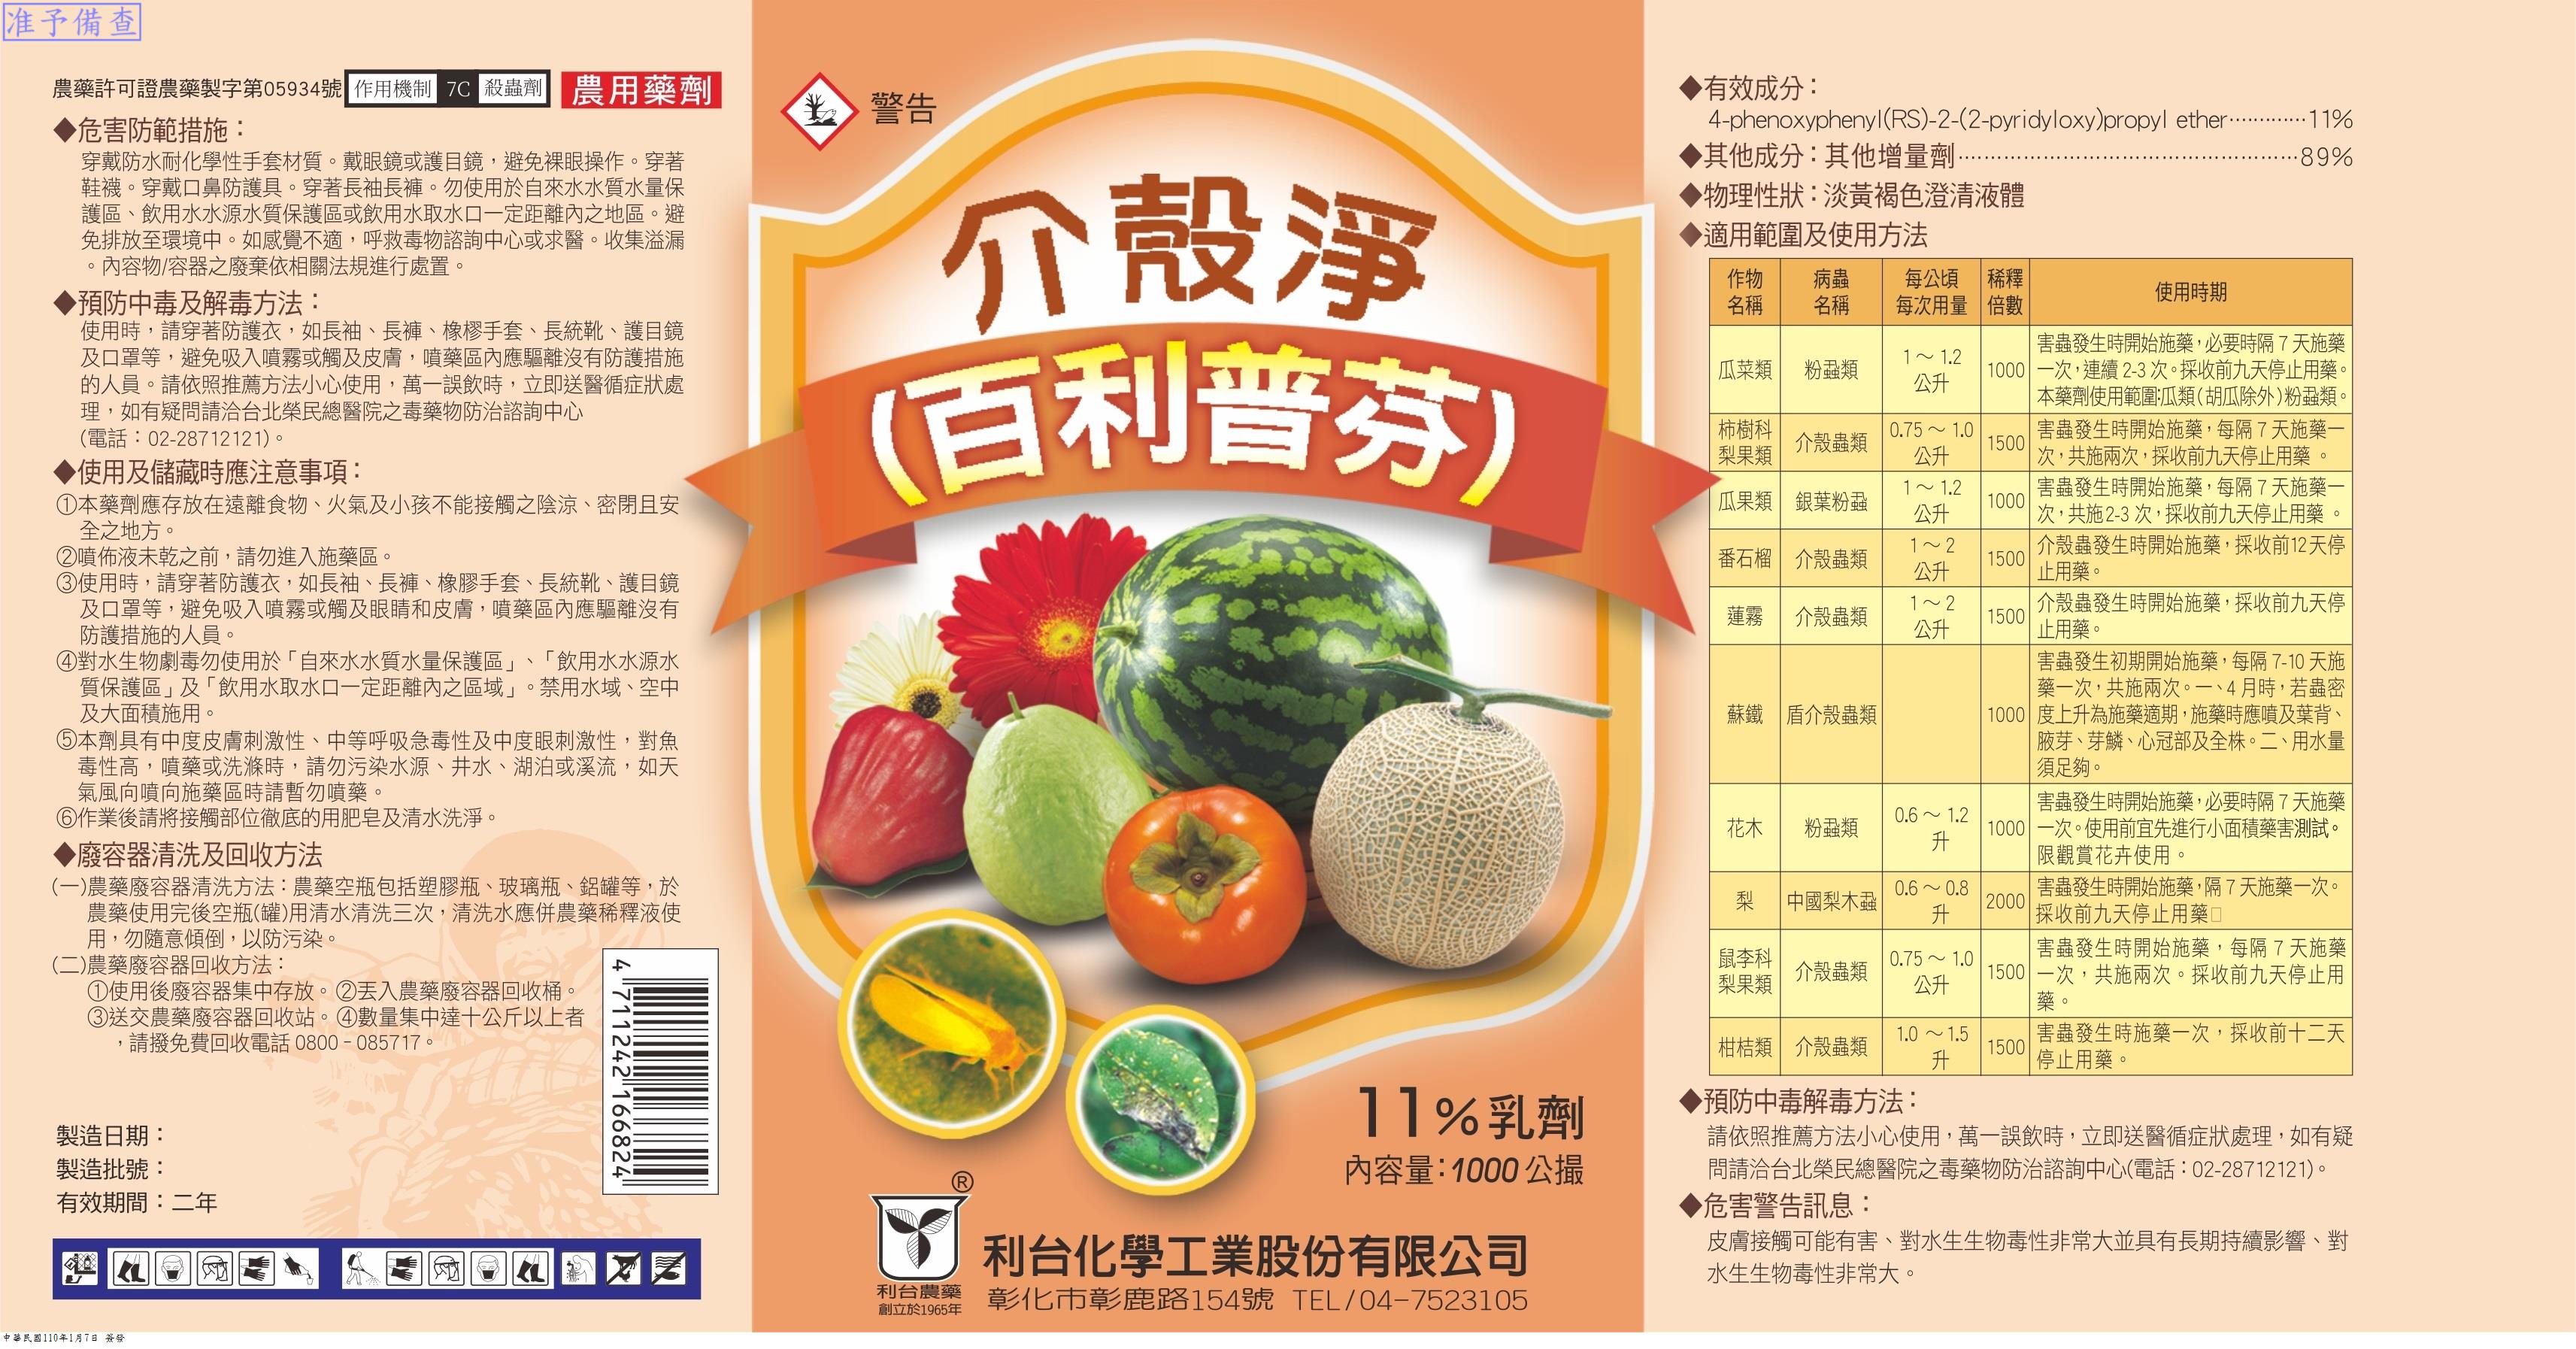 准予備查
農藥許可證農藥製字第05934號 作用機制 7C 殺蟲劑 農用藥劑
◆危害防範措施：
穿戴防水耐化學性手套材質。戴眼鏡或護目鏡，避免裸眼操作。穿著
鞋襪。穿戴口鼻防護具。穿著長袖長褲。勿使用於自來水水質水量保
護區、飲用水水源水質保護區或飲用水取水口一定距離內之地區。避
免排放至環境中。如感覺不適，呼救毒物諮詢中心或求醫。收集溢漏
。內容物/容器之廢棄依相關法規進行處置。
◆預防中毒及解毒方法：
使用時，請穿著防護衣，如長袖、長褲、橡樛手套、長統靴、護目鏡
及口罩等，避免吸入噴霧或觸及皮膚，噴藥區內應驅離沒有防護措施
的人員。請依照推薦方法小心使用，萬一誤飲時，立即送醫循症狀處
理，如有疑問請洽台北榮民總醫院之毒藥物防治諮詢中心
(電話：02-28712121)。
◆使用及儲藏時應注意事項：
①本藥劑應存放在遠離食物、火氣及小孩不能接觸之陰涼、密閉且安
全之地方。
②噴佈液未乾之前，請勿進入施藥區。
③使用時，請穿著防護衣，如長袖、長褲、橡膠手套、長統靴、護目鏡
及口罩等，避免吸入噴霧或觸及眼睛和皮膚，噴藥區內應驅離沒有
防護措施的人員。
④對水生物劇毒勿使用於「自來水水質水量保護區」、「飲用水水源水
質保護區」及「飲用水取水口一定距離內之區域」。禁用水域、空中
及大面積施用。
⑤本劑具有中度皮膚刺激性、中等呼吸急毒性及中度眼刺激性，對魚
毒性高，噴藥或洗滌時，請勿污染水源、井水、湖泊或溪流，如天
氣風向噴向施藥區時請暫勿噴藥。
⑥作業後請將接觸部位徹底的用肥皂及清水洗淨。
◆廢容器清洗及回收方法
(一)農藥廢容器清洗方法：農藥空瓶包括塑膠瓶、玻璃瓶、鋁罐等，於
農藥使用完後空瓶(罐)用清水清洗三次，清洗水應併農藥稀釋液使
用，勿隨意傾倒，以防污染。
(二)農藥廢容器回收方法：
①使用後廢容器集中存放。②丟入農藥廢容器回收桶。
③送交農藥廢容器回收站。④數量集中達十公斤以上者
，請撥免費回收電話 0800－085717。
製造日期：
製造批號：
有效期間：二年
4 711242 166824
警告
介殼淨
(百利普芬)
11%乳劑
內容量：1000公撮
®
利台農藥
創立於1965年
利台化學工業股份有限公司
彰化市彰鹿路154號 TEL/04-7523105
◆有效成分：
4-phenoxyphenyl(RS)-2-(2-pyridyloxy)propyl ether·············11%
◆其他成分：其他增量劑··················································89%
◆物理性狀：淡黃褐色澄清液體
◆適用範圍及使用方法
作物名稱 病蟲名稱 每公頃每次用量 稀釋倍數 使用時期
瓜菜類 粉蝨類 1～1.2公升 1000 害蟲發生時開始施藥，必要時隔7天施藥
一次，連續2-3次。採收前九天停止用藥。
本藥劑使用範圍:瓜類(胡瓜除外)粉蝨類。
柿樹科梨果類 介殼蟲類 0.75～1.0公升 1500 害蟲發生時開始施藥，每隔7天施藥一
次，共施兩次，採收前九天停止用藥。
瓜果類 銀葉粉蝨 1～1.2公升 1000 害蟲發生時開始施藥，每隔7天施藥一
次，共施2-3次，採收前九天停止用藥。
番石榴 介殼蟲類 1～2公升 1500 介殼蟲發生時開始施藥，採收前12天停
止用藥。
蓮霧 介殼蟲類 1～2公升 1500 介殼蟲發生時開始施藥，採收前九天停
止用藥。
蘇鐵 盾介殼蟲類 1000 害蟲發生初期開始施藥，每隔7-10天施
藥一次，共施兩次。一、4月時，若蟲密
度上升為施藥適期，施藥時應噴及葉背、
腋芽、芽鱗、心冠部及全株。二、用水量
須足夠。
花木 粉蝨類 0.6～1.2升 1000 害蟲發生時開始施藥，必要時隔7天施藥
一次。使用前宜先進行小面積藥害測試。
限觀賞花卉使用。
梨 中國梨木蝨 0.6～0.8升 2000 害蟲發生時開始施藥，隔7天施藥一次。
採收前九天停止用藥□
鼠李科梨果類 介殼蟲類 0.75～1.0公升 1500 害蟲發生時開始施藥，每隔7天施藥
一次，共施兩次。採收前九天停止用
藥。
柑桔類 介殼蟲類 1.0～1.5升 1500 害蟲發生時施藥一次，採收前十二天
停止用藥。
◆預防中毒解毒方法：
請依照推薦方法小心使用，萬一誤飲時，立即送醫循症狀處理，如有疑
問請洽台北榮民總醫院之毒藥物防治諮詢中心(電話：02-28712121)。
◆危害警告訊息：
皮膚接觸可能有害、對水生生物毒性非常大並具有長期持續影響、對
水生生物毒性非常大。
中華民國110年1月7日 簽發